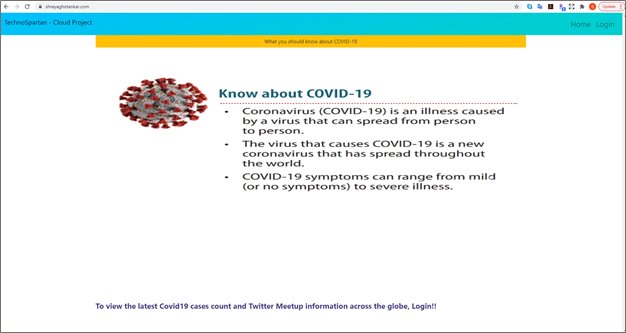 shreyaghotankar.com
Update
TechnoSpartan - Cloud Project
Home Login
What you should know about COVID-19
Know about COVID-19
• Coronavirus (COVID-19) is an illness caused
by a virus that can spread from person
to person.
• The virus that causes COVID-19 is a new
coronavirus that has spread throughout
the world.
• COVID-19 symptoms can range from mild
(or no symptoms) to severe illness.
To view the latest Covid19 cases count and Twitter Meetup information across the globe, Login!!